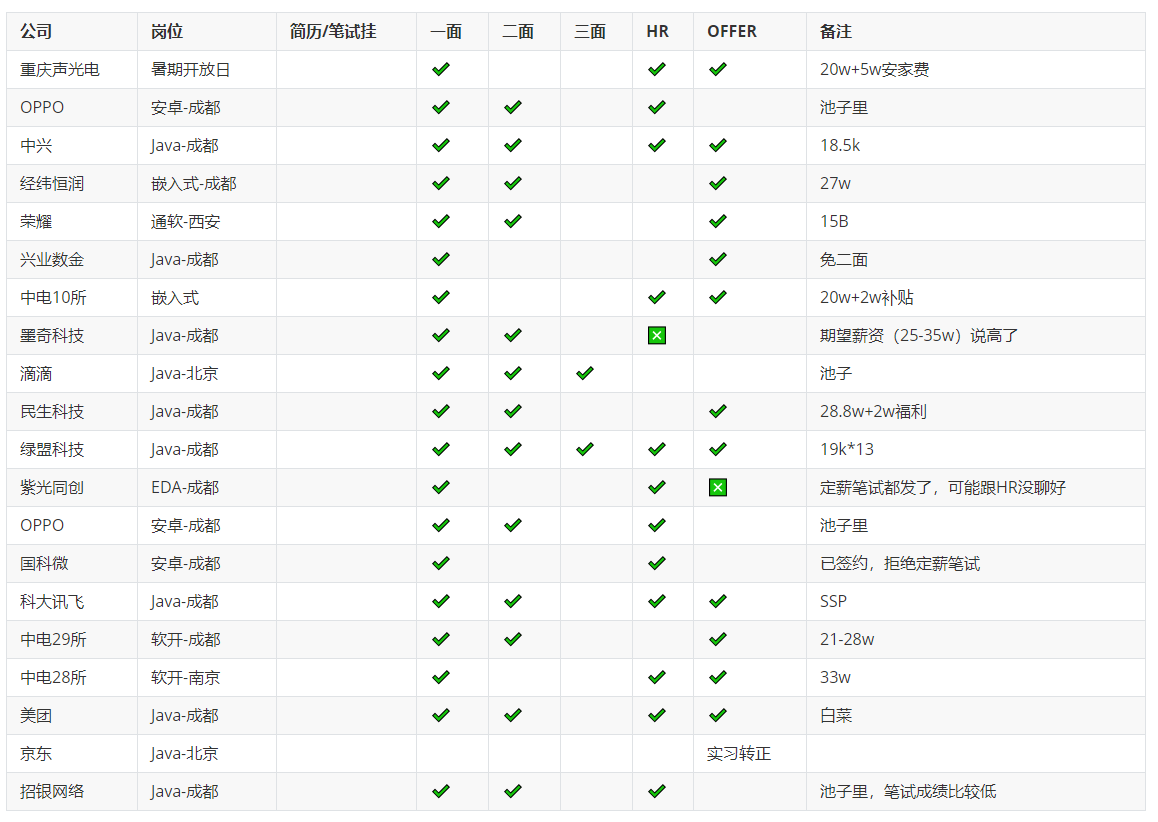 公司 岗位 简历/笔试挂 一面 二面 三面 HR OFFER 备注
重庆声光电 暑期开放日 ✔ ✔ ✔ 20w+5w安家费
OPPO 安卓-成都 ✔ ✔ ✔ 池子里
中兴 Java-成都 ✔ ✔ ✔ ✔ 18.5k
经纬恒润 嵌入式-成都 ✔ ✔ ✔ 27w
荣耀 通软-西安 ✔ ✔ ✔ 15B
兴业数金 Java-成都 ✔ ✔ 免二面
中电10所 嵌入式 ✔ ✔ ✔ 20w+2w补贴
墨奇科技 Java-成都 ✔ ✔ ❎ 期望薪资（25-35w）说高了
滴滴 Java-北京 ✔ ✔ ✔ 池子
民生科技 Java-成都 ✔ ✔ ✔ 28.8w+2w福利
绿盟科技 Java-成都 ✔ ✔ ✔ ✔ ✔ 19k*13
紫光同创 EDA-成都 ✔ ✔ ❎ 定薪笔试都发了，可能跟HR没聊好
OPPO 安卓-成都 ✔ ✔ ✔ 池子里
国科微 安卓-成都 ✔ ✔ 已签约，拒绝定薪笔试
科大讯飞 Java-成都 ✔ ✔ ✔ ✔ SSP
中电29所 软开-成都 ✔ ✔ ✔ 21-28w
中电28所 软开-南京 ✔ ✔ ✔ 33w
美团 Java-成都 ✔ ✔ ✔ ✔ 白菜
京东 Java-北京 实习转正
招银网络 Java-成都 ✔ ✔ ✔ 池子里，笔试成绩比较低